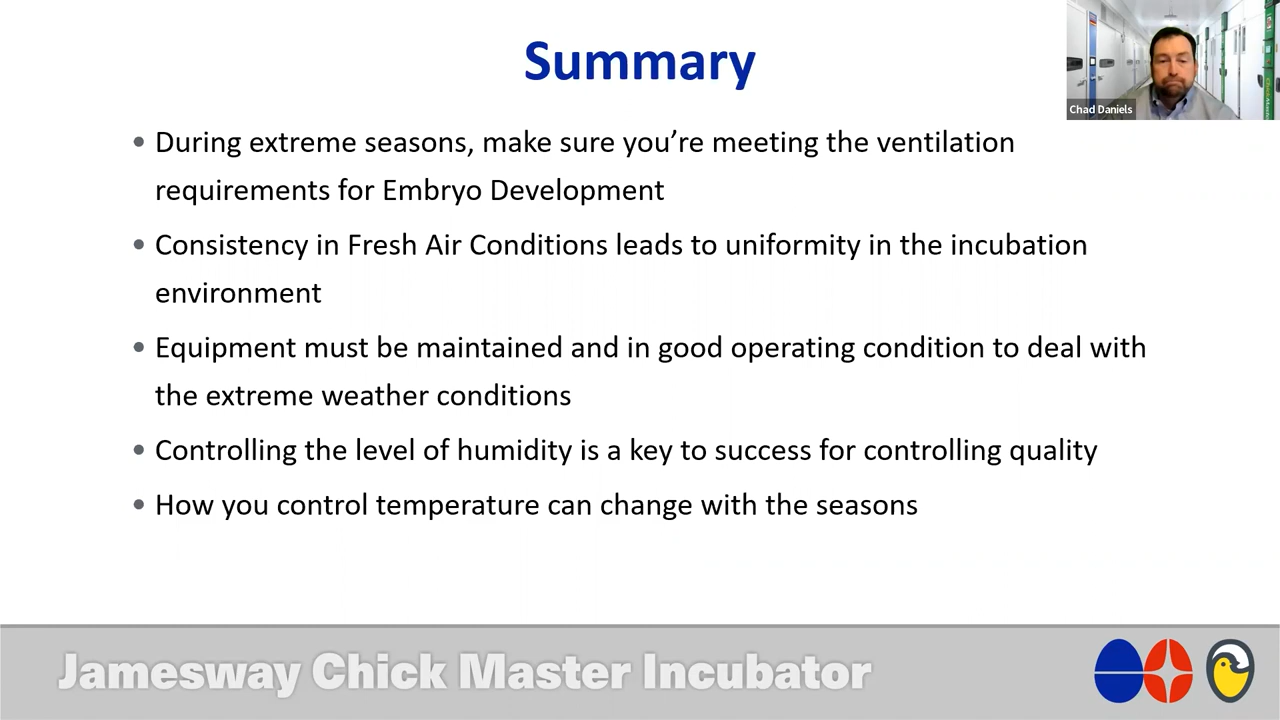 Summary
Chad Daniels
• During extreme seasons, make sure you’re meeting the ventilation
requirements for Embryo Development
• Consistency in Fresh Air Conditions leads to uniformity in the incubation
environment
• Equipment must be maintained and in good operating condition to deal with
the extreme weather conditions
• Controlling the level of humidity is a key to success for controlling quality
• How you control temperature can change with the seasons
Jamesway Chick Master Incubator